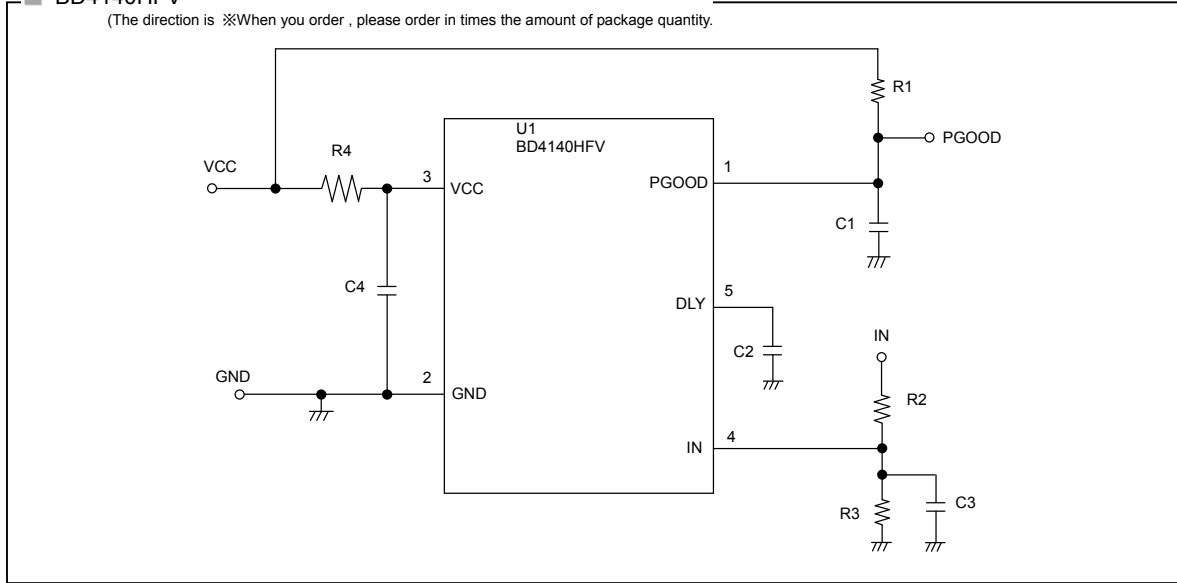 BD4140HFV
(The direction is ※When you order , please order in times the amount of package quantity.
R1
PGOOD
U1
BD4140HFV
R4
VCC
3
VCC
PGOOD
1
C1
C4
DLY
5
C2
IN
GND
2
GND
R2
IN
4
R3
C3